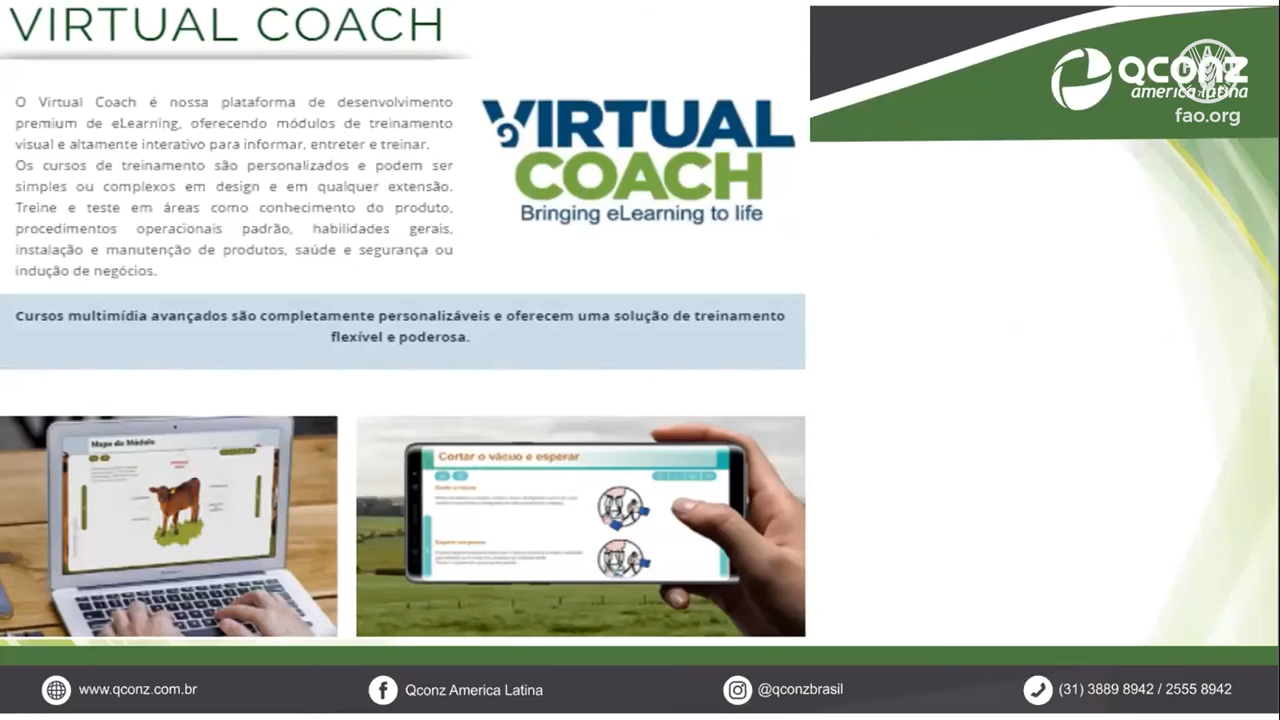 VIRTUAL COACH
O Virtual Coach é nossa plataforma de desenvolvimento
premium de eLearning, oferecendo módulos de treinamento
visual e altamente interativo para informar, entreter e treinar.
Os cursos de treinamento são personalizados e podem ser
simples ou complexos em design e em qualquer extensão.
Treine e teste em áreas como conhecimento do produto,
procedimentos operacionais padrão, habilidades gerais,
instalação e manutenção de produtos, saúde e segurança ou
indução de negócios.
VIRTUAL
COACH
Bringing eLearning to life
QCONZ
america latina
fao.org
Cursos multimídia avançados são completamente personalizáveis e oferecem uma solução de treinamento
flexível e poderosa.
Mapa do Módulo
Cortar o vácuo e esperar
www.qconz.com.br
Qconz America Latina
@qconzbrasil
(31) 3889 8942 / 2555 8942